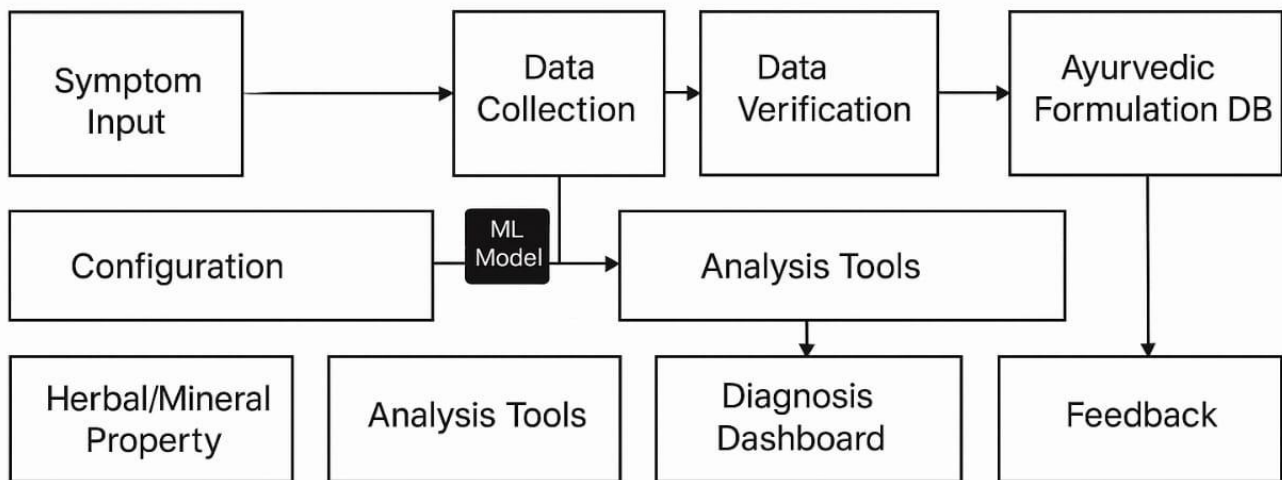 Symptom
Input
Data
Collection
Data
Verification
Ayurvedic
Formulation DB
Configuration
ML
Model
Analysis Tools
Herbal/Mineral
Property
Analysis Tools
Diagnosis
Dashboard
Feedback